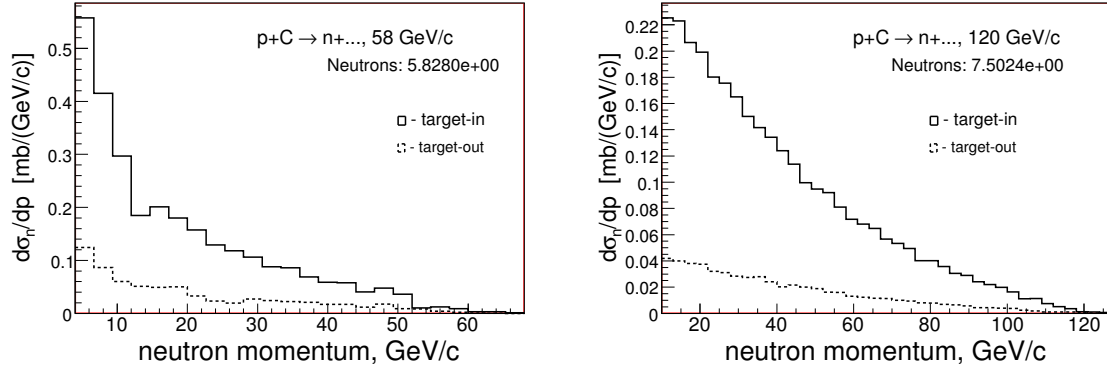 p+C → n+..., 58 GeV/c
Neutrons: 5.8280e+00
- target-in
- target-out
dσn/dp [mb/(GeV/c)]
0.5
0.4
0.3
0.2
0.1
0
10 20 30 40 50 60
neutron momentum, GeV/c
p+C → n+..., 120 GeV/c
Neutrons: 7.5024e+00
- target-in
- target-out
dσn/dp [mb/(GeV/c)]
0.22
0.2
0.18
0.16
0.14
0.12
0.1
0.08
0.06
0.04
0.02
0
20 40 60 80 100 120
neutron momentum, GeV/c